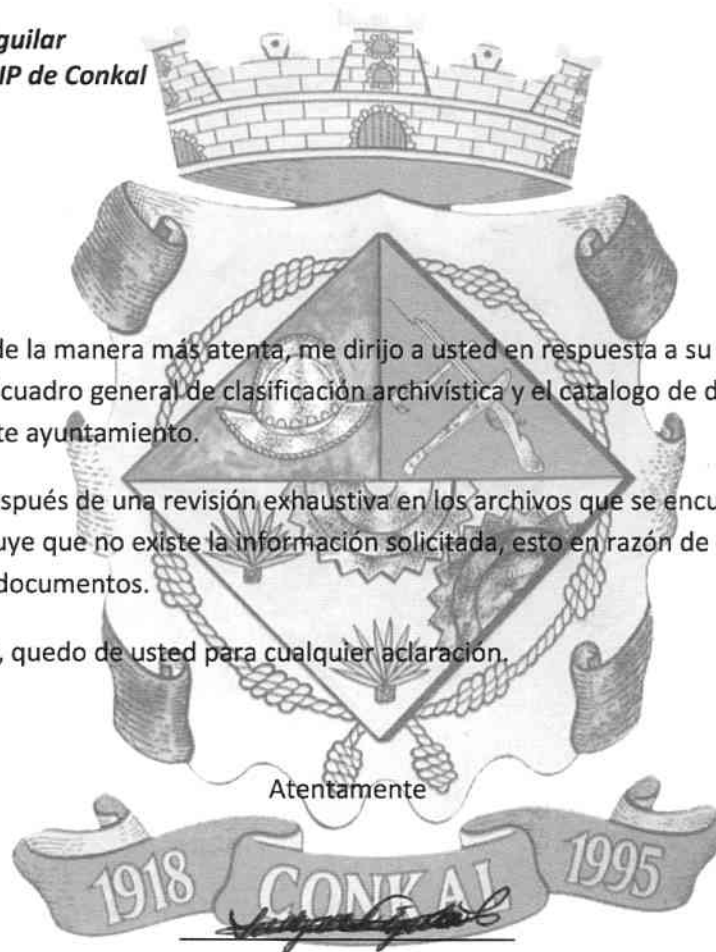 guilar
IP de Conkal
de la manera más atenta, me dirijo a usted en respuesta a su
cuadro general de clasificación archivística y el catalogo de d
te ayuntamiento.
spués de una revisión exhaustiva en los archivos que se encu
uye que no existe la información solicitada, esto en razón de
documentos.
, quedo de usted para cualquier aclaración.
Atentamente
1918 CONKAL 1995